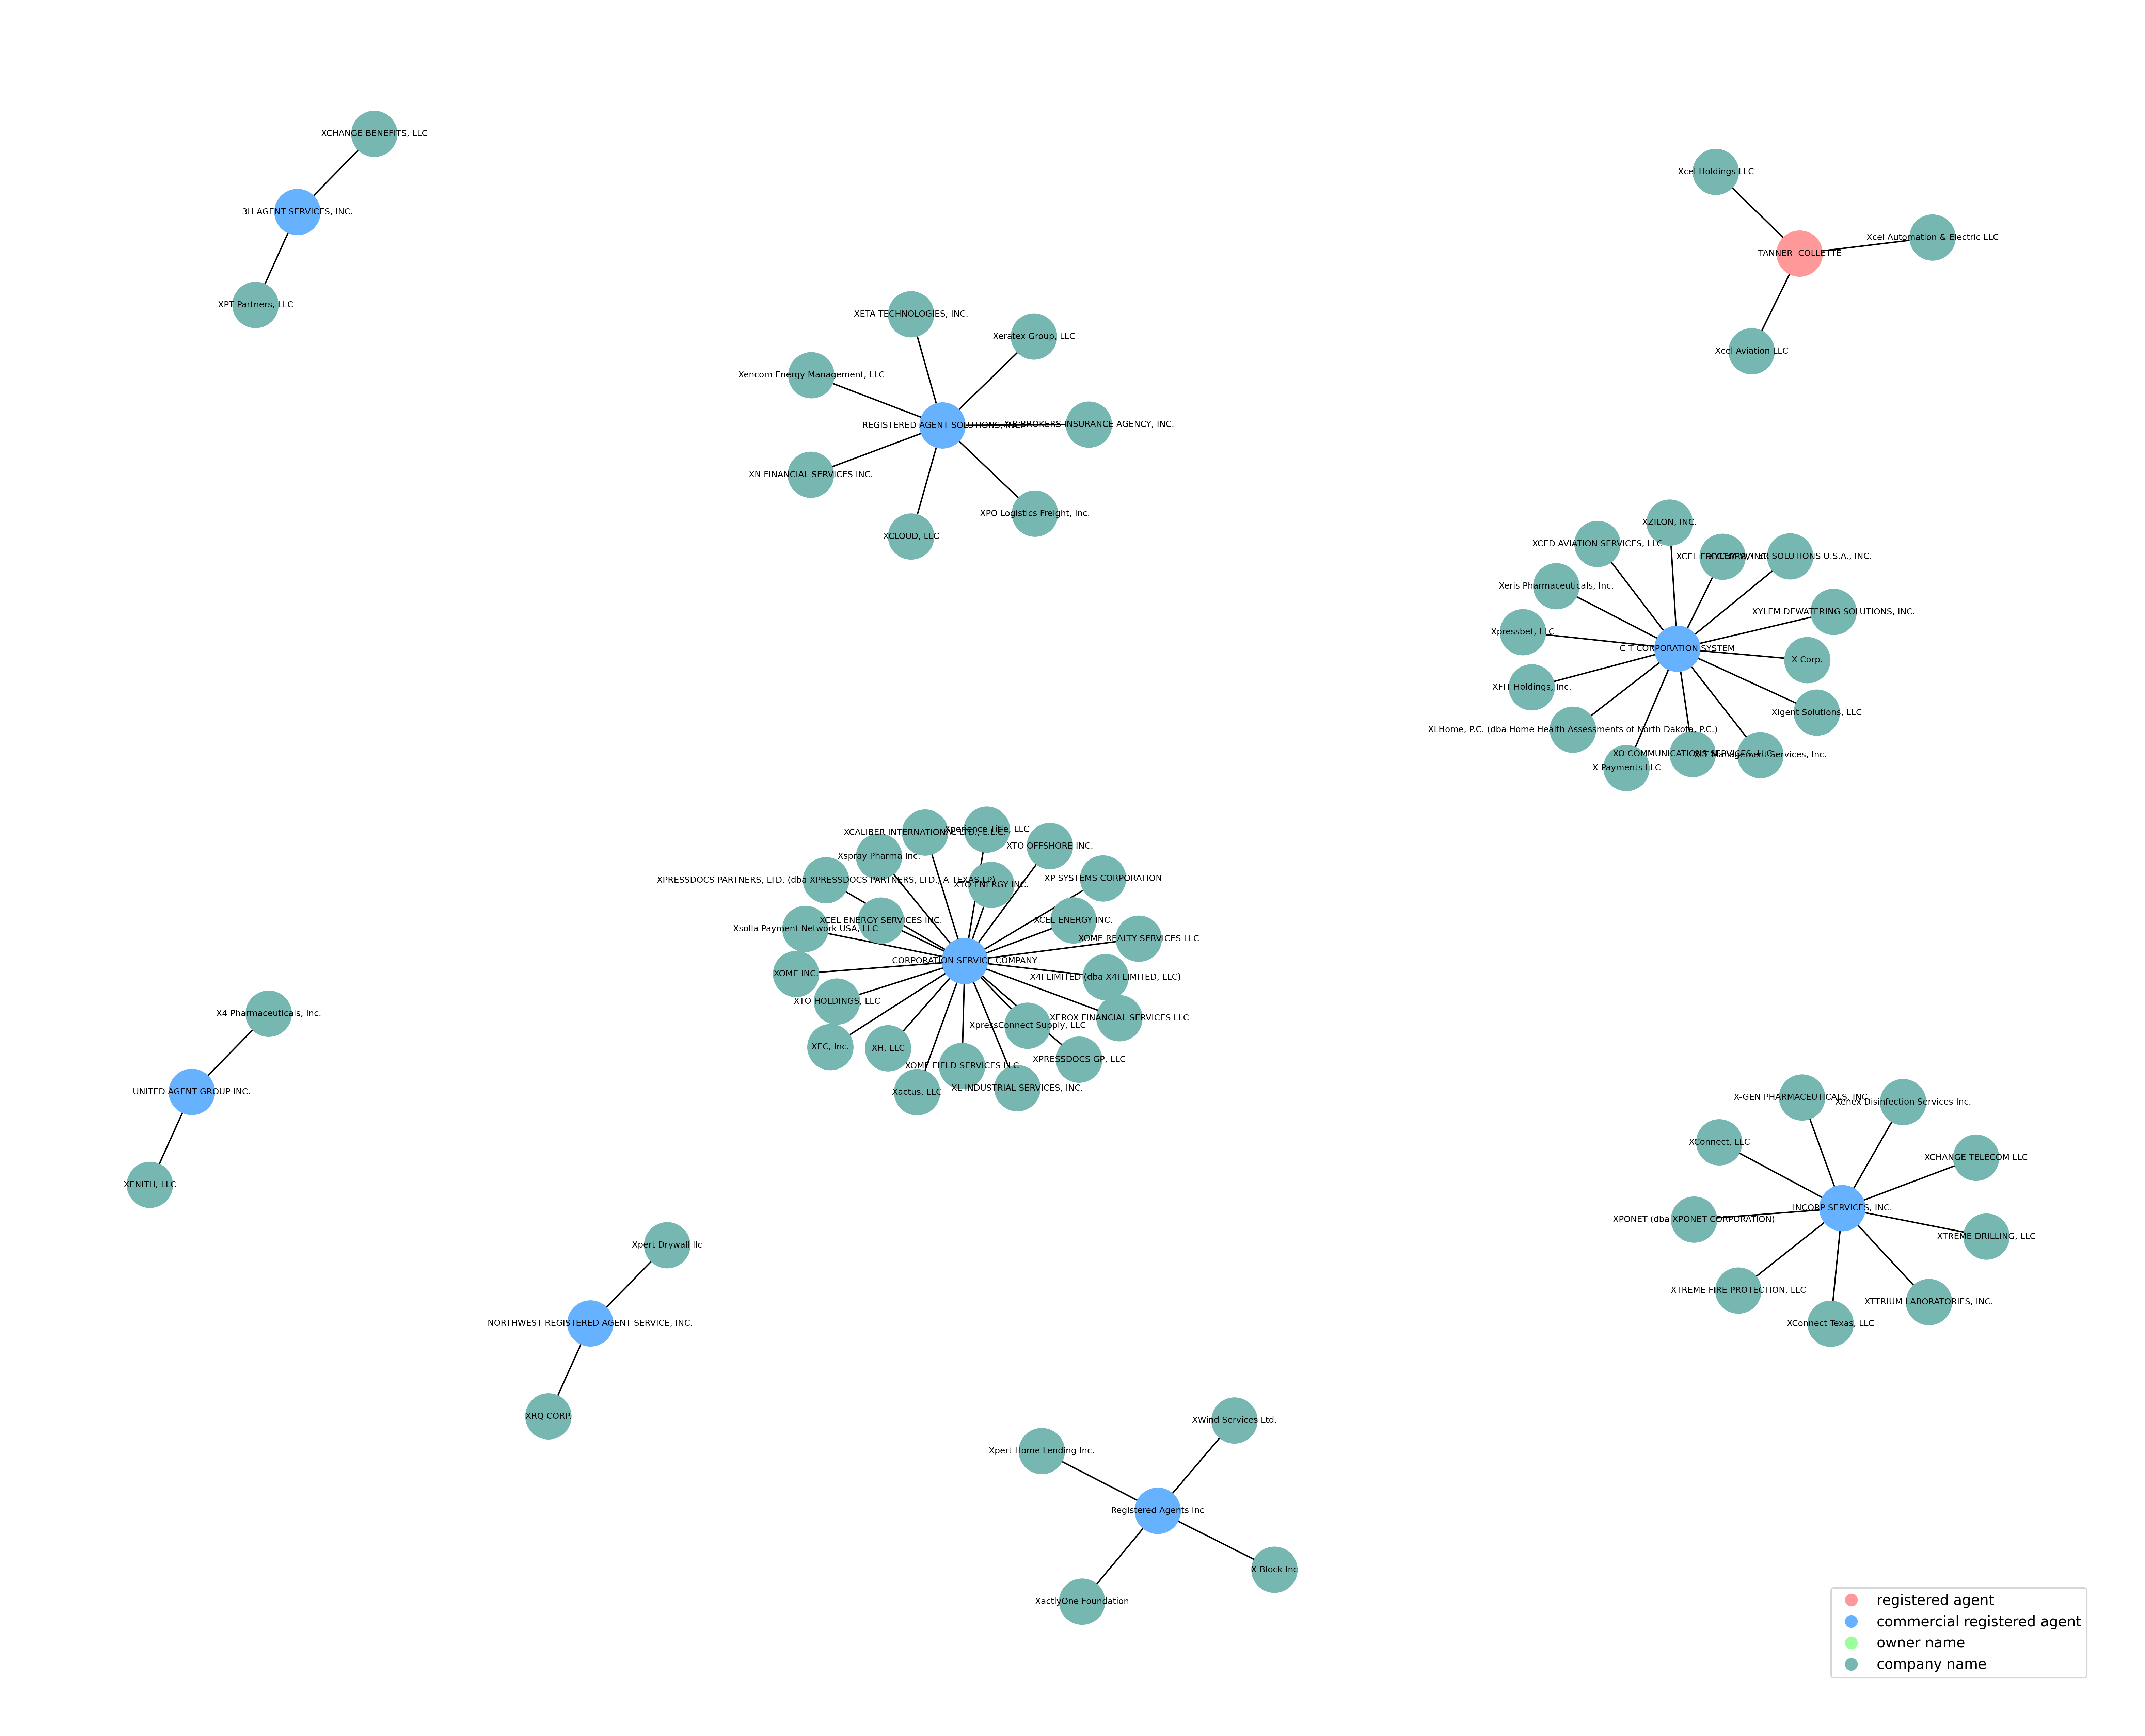 XCHANGE BENEFITS, LLC
3H AGENT SERVICES, INC.
XPT Partners, LLC
Xcel Holdings LLC
Xcel Automation & Electric LLC
TANNER COLLETTE
Xcel Aviation LLC
XETA TECHNOLOGIES, INC.
Xeratex Group, LLC
Xencom Energy Management, LLC
REGISTERED AGENT SOLUTIONS, INC.
BROKERS INSURANCE AGENCY, INC.
XN FINANCIAL SERVICES INC.
XPO Logistics Freight, Inc.
XCLOUD, LLC
XZILON, INC.
XCED AVIATION SERVICES, LLC
XCEL ERECTORS, INC.
WATER SOLUTIONS U.S.A., INC.
Xeris Pharmaceuticals, Inc.
XYLEM DEWATERING SOLUTIONS, INC.
Xpressbet, LLC
C T CORPORATION SYSTEM
X Corp.
XFIT Holdings, Inc.
Xigent Solutions, LLC
XLHome, P.C. (dba Home Health Assessments of North Dakota, P.C.)
XO COMMUNICATIONS SERVICES, LLC
Management Services, Inc.
X Payments LLC
XCALIBER INTERNATIONAL LTD., L.L.C.
Xperience Title, LLC
XTO OFFSHORE INC.
Xspray Pharma Inc.
XPRESSDOCS PARTNERS, LTD. (dba XPRESSDOCS PARTNERS, LTD., A TEXAS LP)
XTO ENERGY INC.
XP SYSTEMS CORPORATION
XCEL ENERGY SERVICES INC.
XCEL ENERGY INC.
Xsolla Payment Network USA, LLC
XOME REALTY SERVICES LLC
CORPORATION SERVICE COMPANY
XOME INC.
X4I LIMITED (dba X4I LIMITED, LLC)
XTO HOLDINGS, LLC
XEROX FINANCIAL SERVICES LLC
XpressConnect Supply, LLC
XEC, Inc.
XH, LLC
XPRESSDOCS GP, LLC
XOME FIELD SERVICES LLC
XL INDUSTRIAL SERVICES, INC.
Xactus, LLC
X4 Pharmaceuticals, Inc.
UNITED AGENT GROUP INC.
XENITH, LLC
X-GEN PHARMACEUTICALS, INC.
Xenex Disinfection Services Inc.
XConnect, LLC
XCHANGE TELECOM LLC
INCORP SERVICES, INC.
XPONET (dba XPONET CORPORATION)
XTREME DRILLING, LLC
XTREME FIRE PROTECTION, LLC
XTTRIUM LABORATORIES, INC.
XConnect Texas, LLC
Xpert Drywall llc
NORTHWEST REGISTERED AGENT SERVICE, INC.
XRQ CORP.
XWind Services Ltd.
Xpert Home Lending Inc.
Registered Agents Inc
X Block Inc
XactlyOne Foundation
registered agent
commercial registered agent
owner name
company name